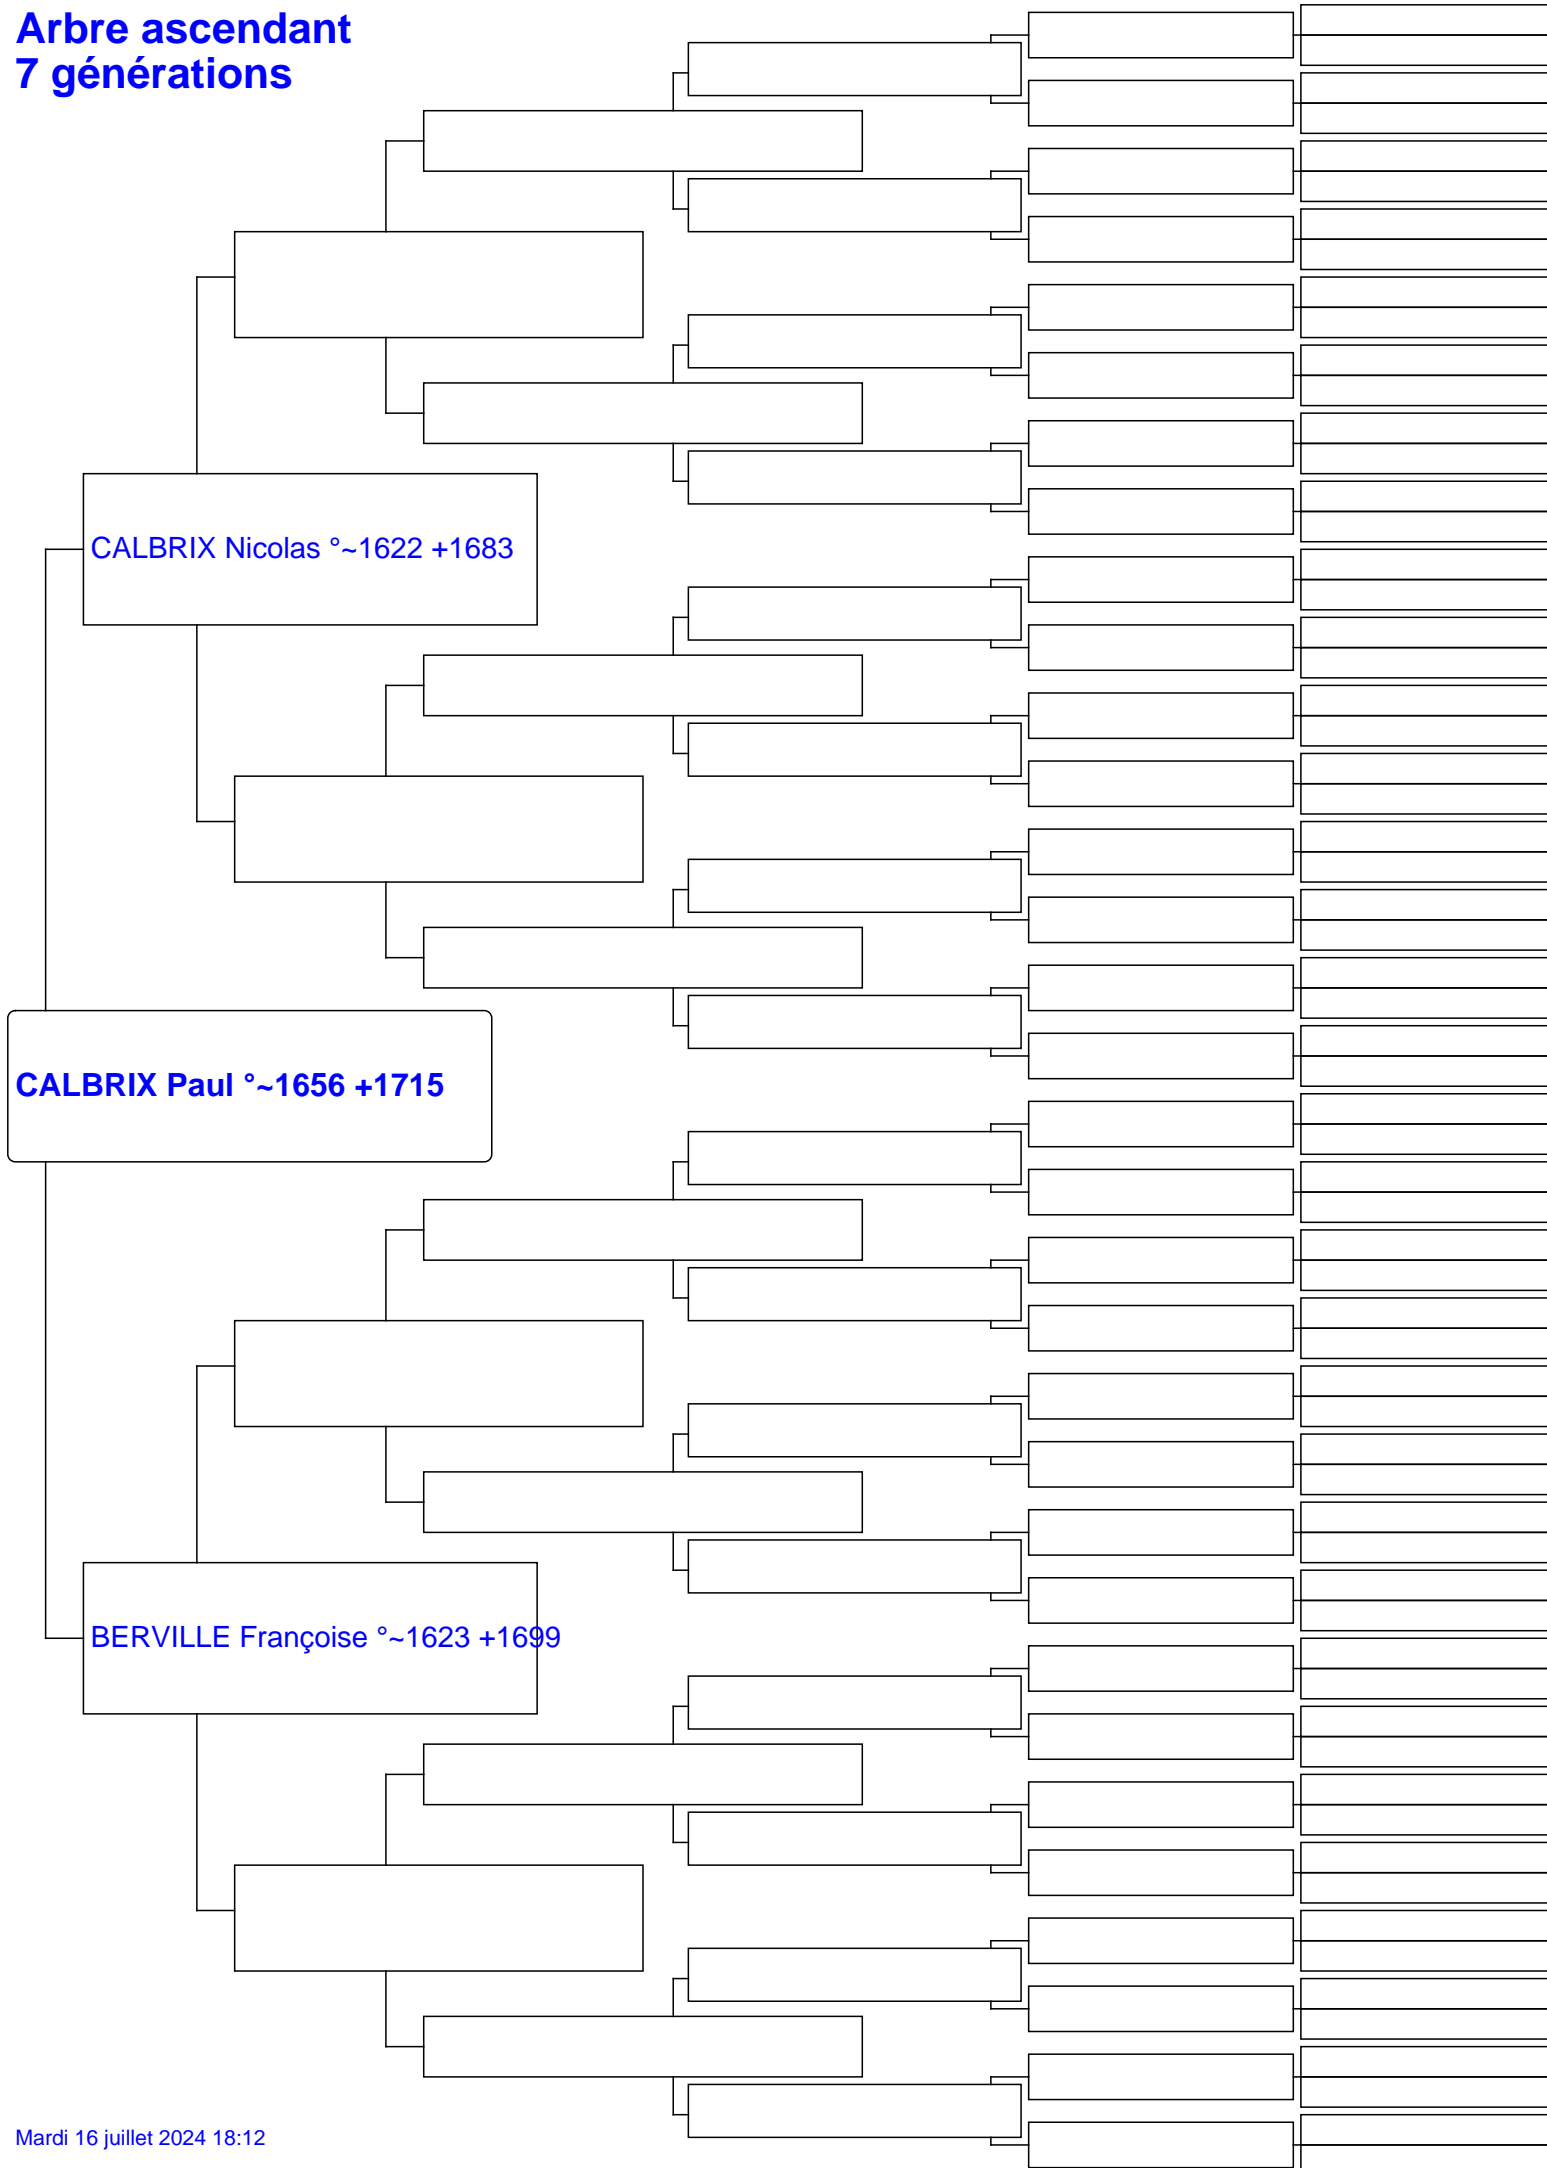 Arbre ascendant
7 générations
CALBRIX Nicolas °~1622 +1683
CALBRIX Paul °~1656 +1715
BERVILLE Françoise °~1623 +1699
Mardi 16 juillet 2024 18:12